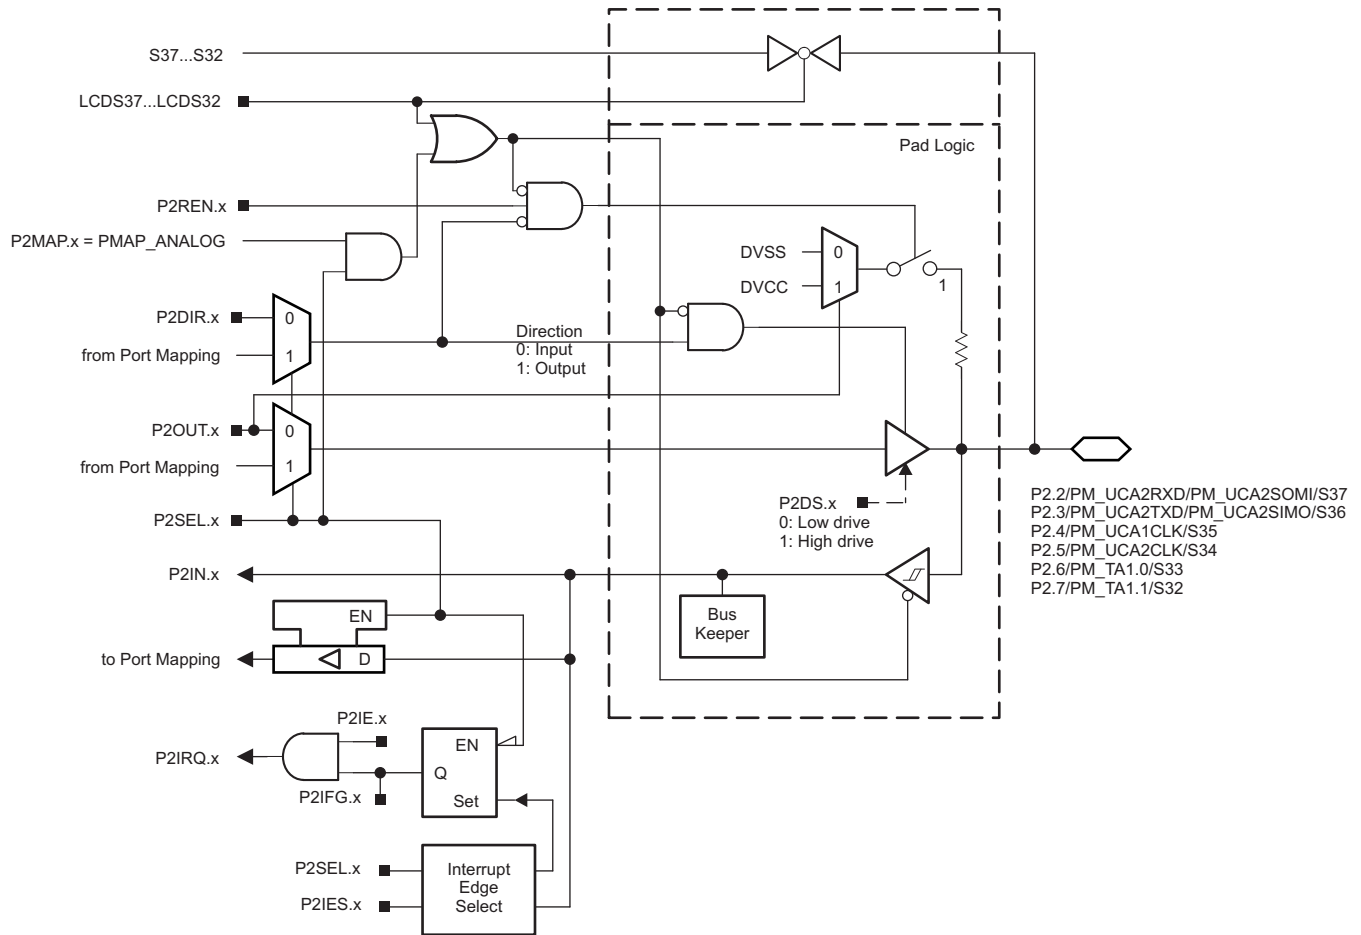 S37...S32
LCDS37...LCDS32
Pad Logic
P2REN.x
P2MAP.x = PMAP_ANALOG
DVSS
0
DVCC
1
1
P2DIR.x
0
from Port Mapping
1
Direction
0: Input
1: Output
P2OUT.x
0
from Port Mapping
1
P2DS.x
0: Low drive
1: High drive
P2SEL.x
P2.2/PM_UCA2RXD/PM_UCA2SOMI/S37
P2.3/PM_UCA2TXD/PM_UCA2SIMO/S36
P2.4/PM_UCA1CLK/S35
P2.5/PM_UCA2CLK/S34
P2.6/PM_TA1.0/S33
P2.7/PM_TA1.1/S32
P2IN.x
Bus
Keeper
EN
to Port Mapping
D
P2IE.x
P2IRQ.x
EN
Q
P2IFG.x
Set
P2SEL.x
P2IES.x
Interrupt
Edge
Select